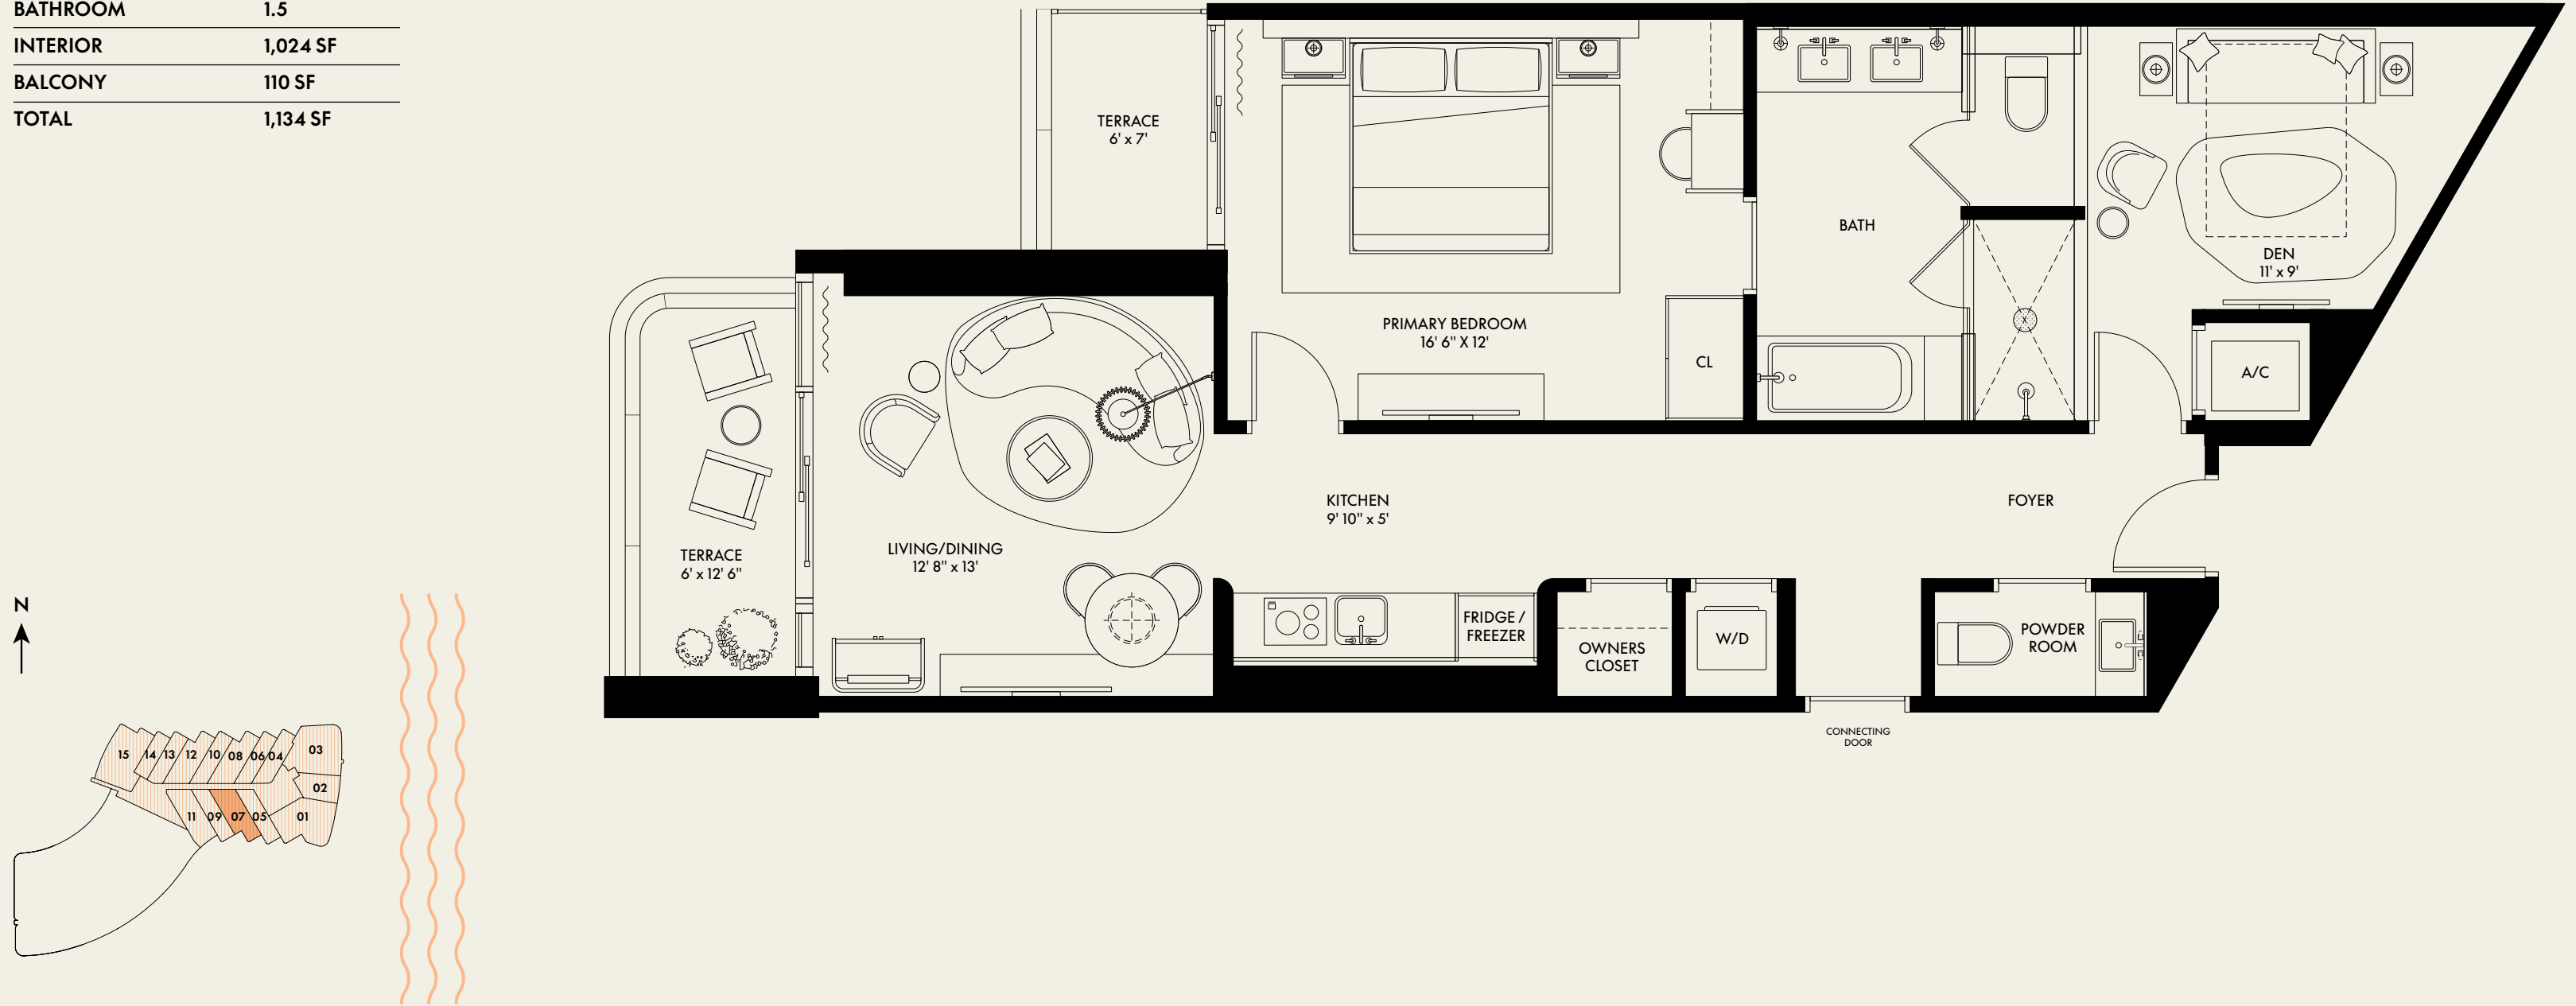 BATHROOM 1.5
INTERIOR 1,024 SF
BALCONY 110 SF
TOTAL 1,134 SF
TERRACE
6' x 7'
PRIMARY BEDROOM
16' 6" X 12'
CL
BATH
DEN
11' x 9'
A/C
TERRACE
6' x 12' 6"
LIVING/DINING
12' 8" x 13'
KITCHEN
9' 10" x 5'
FOYER
FRIDGE /
FREEZER
OWNERS
CLOSET
W/D
POWDER
ROOM
CONNECTING
DOOR
N
15 14 13 12 10 08 06 04 03
02
11 09 07 05 01